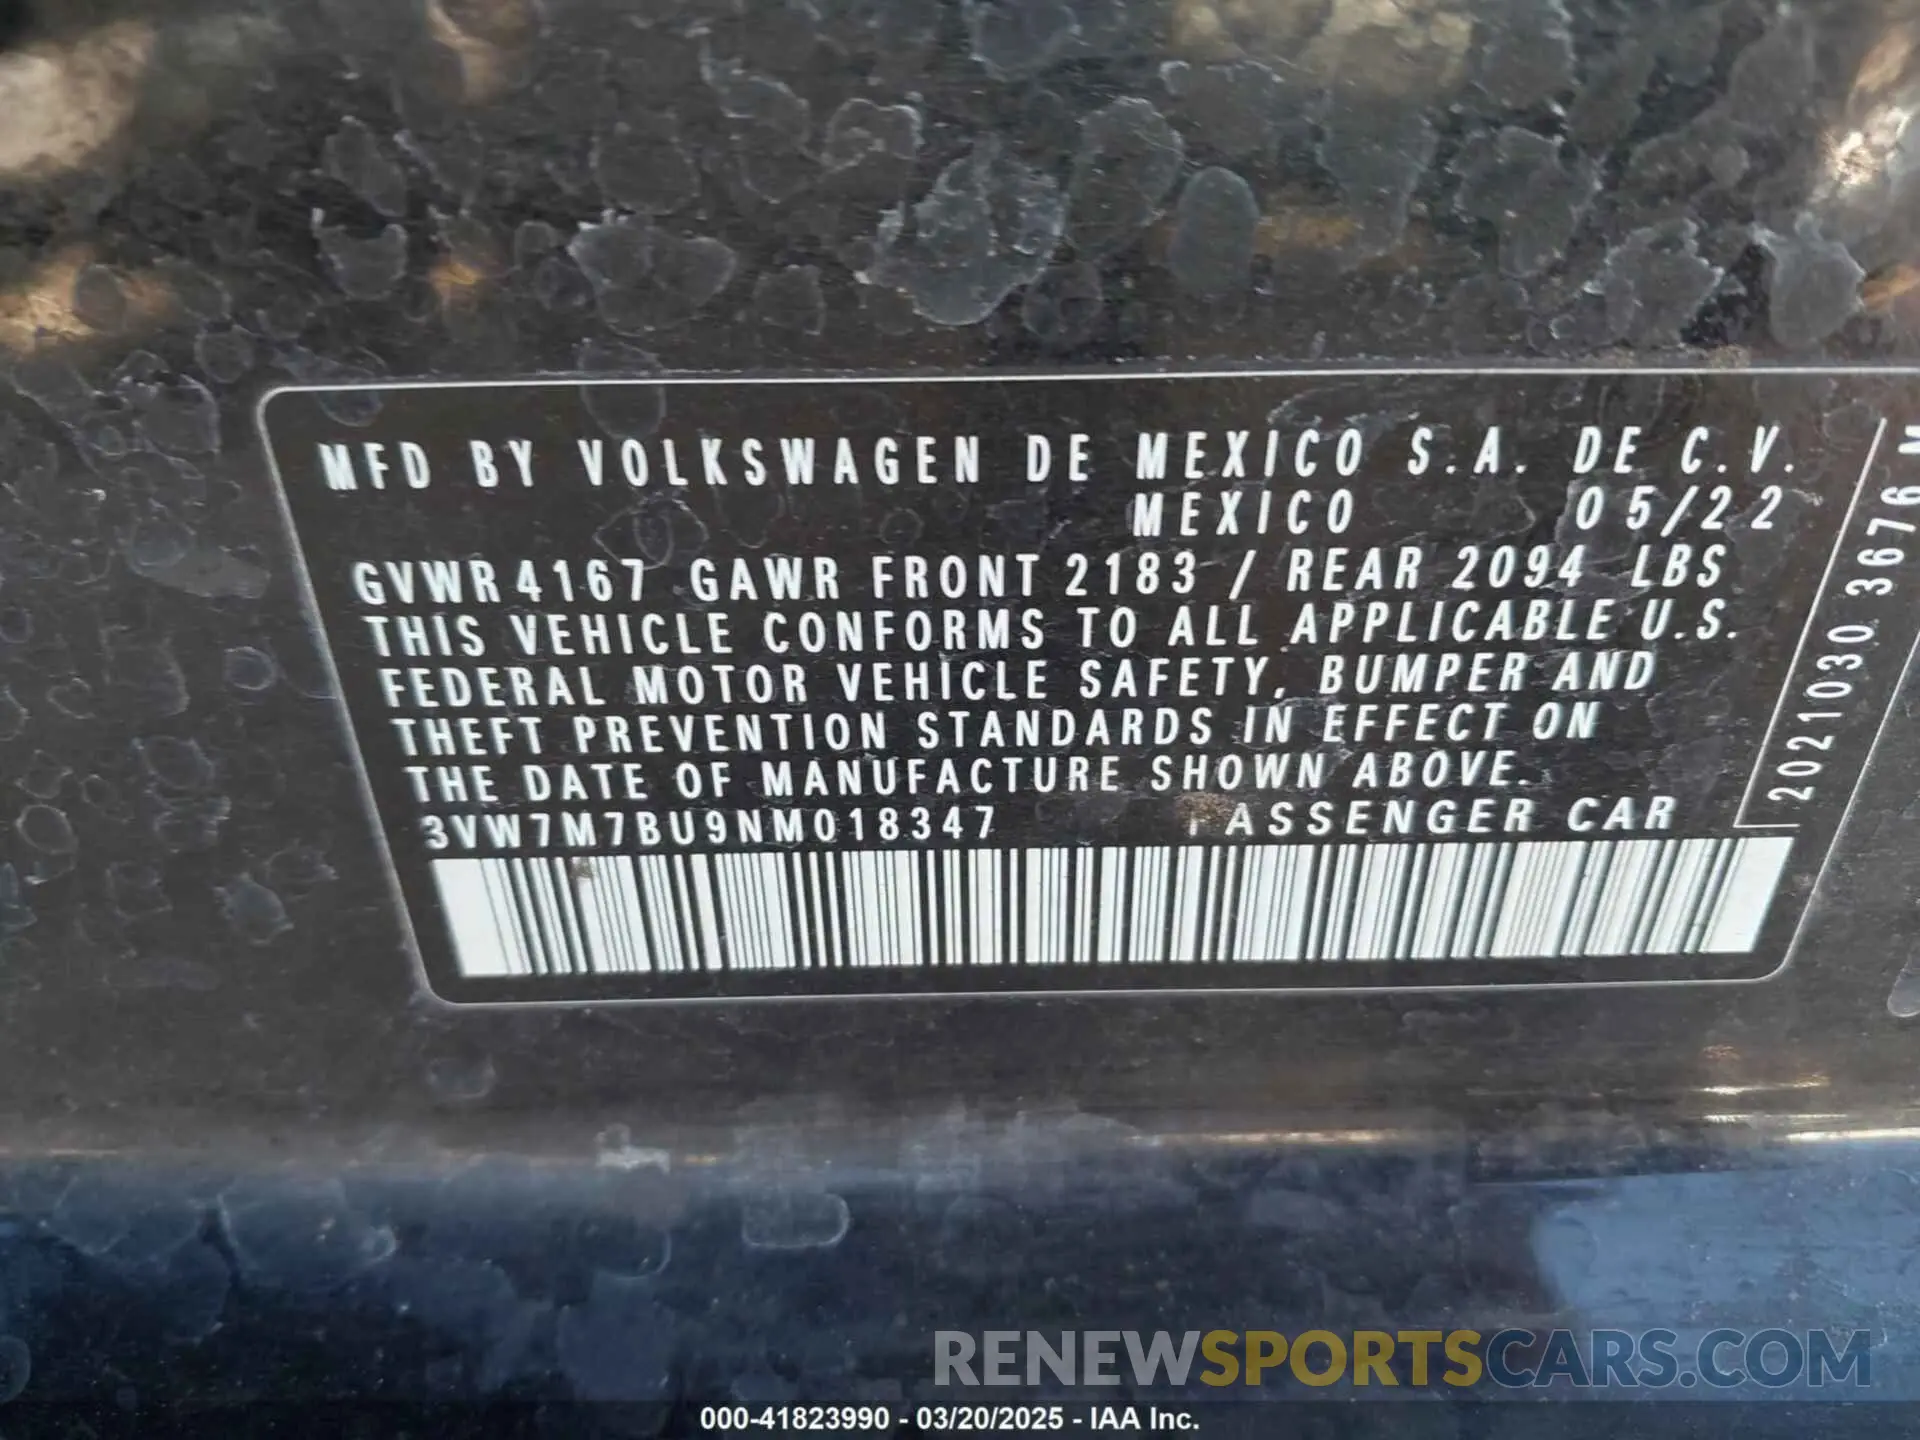 MFD BY VOLKSWAGEN DE MEXICO S.A. DE C.V.
MEXICO 05/22
GVWR 4167 GAWR FRONT 2183 / REAR 2094 LBS
THIS VEHICLE CONFORMS TO ALL APPLICABLE U.S.
FEDERAL MOTOR VEHICLE SAFETY, BUMPER AND
THEFT PREVENTION STANDARDS IN EFFECT ON
THE DATE OF MANUFACTURE SHOWN ABOVE.
3VW7M7BU9NM018347 PASSENGER CAR
2021030 3676 M
RENEWSPORTSCARS.COM
000-41823990 - 03/20/2025 - IAA Inc.